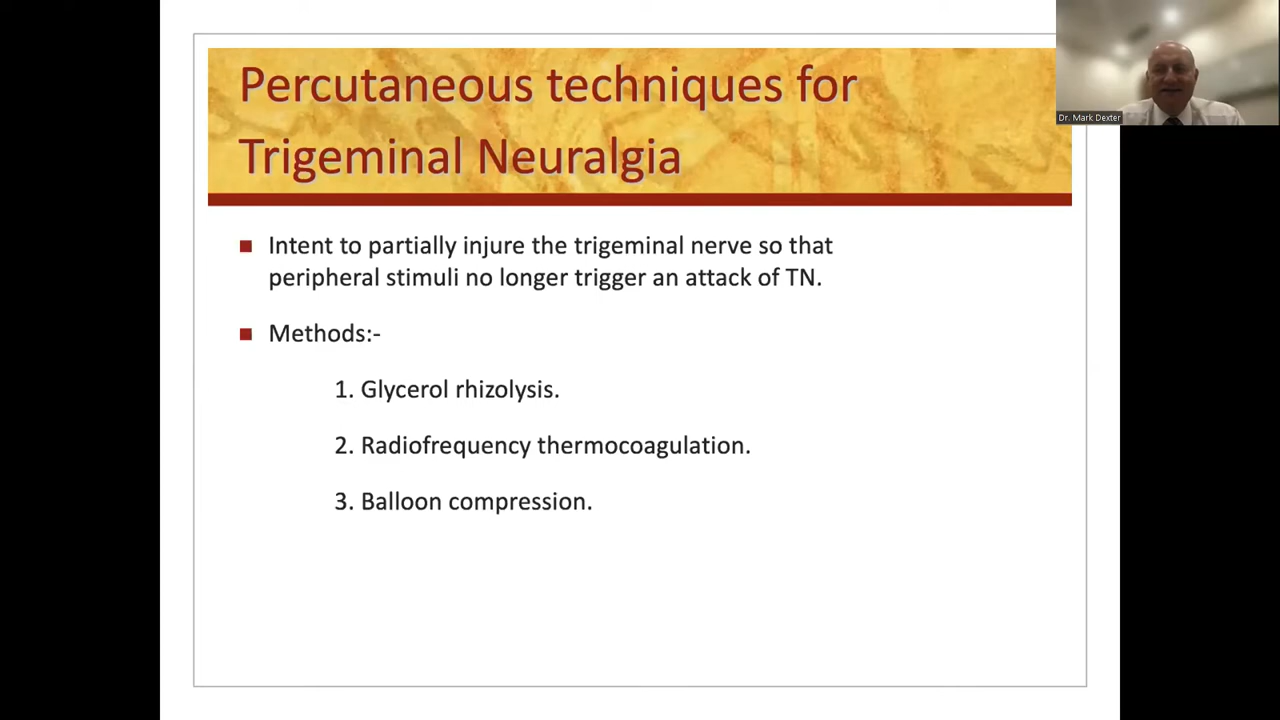 Percutaneous techniques for
Trigeminal Neuralgia
Dr. Mark Dexter
Intent to partially injure the trigeminal nerve so that
peripheral stimuli no longer trigger an attack of TN.
Methods:-
1. Glycerol rhizolysis.
2. Radiofrequency thermocoagulation.
3. Balloon compression.